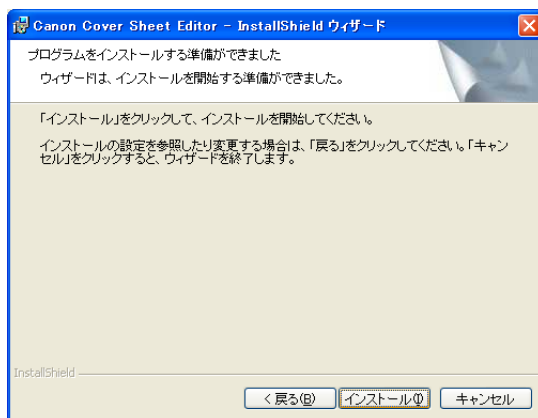 Canon Cover Sheet Editor - InstallShield ウィザード
プログラムをインストールする準備ができました
ウィザードは、インストールを開始する準備ができました。
「インストール」をクリックして、インストールを開始してください。
インストールの設定を参照したり変更する場合は、「戻る」をクリックしてください。「キャン
セル」をクリックすると、ウィザードを終了します。
InstallShield
< 戻る(B) インストール(I) キャンセル